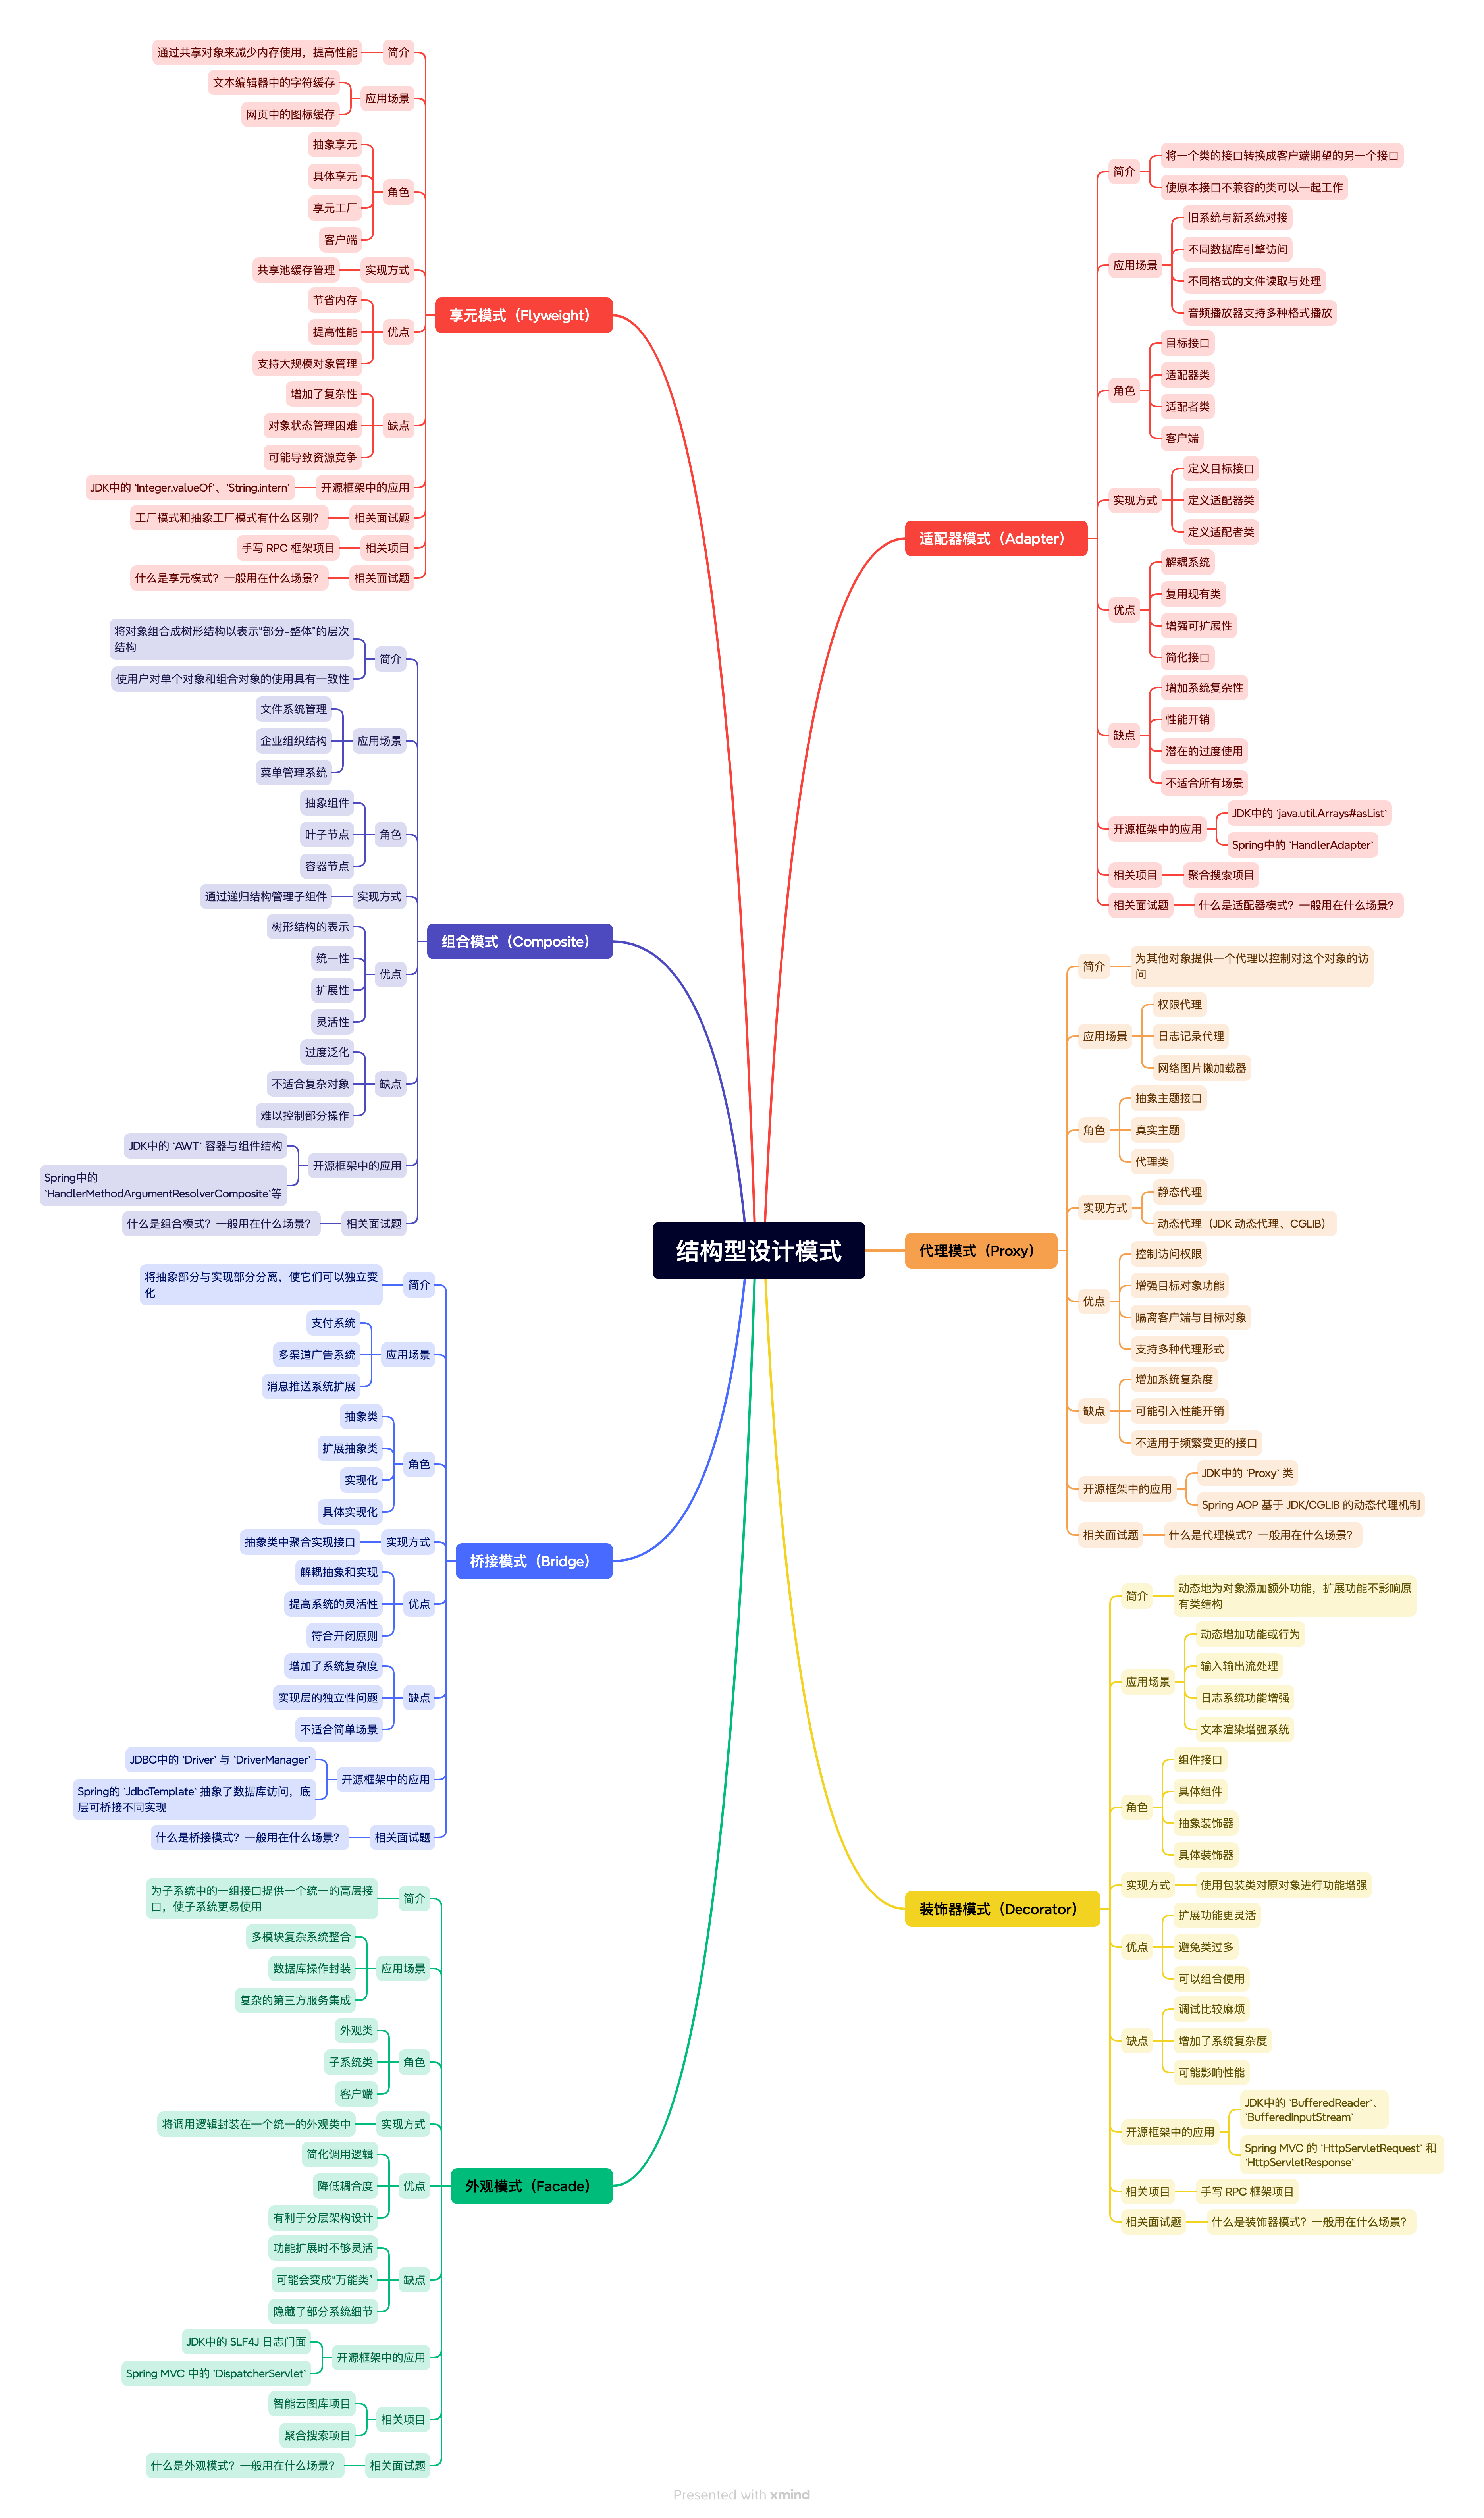 结构型设计模式
适配器模式（Adapter）
简介
将一个类的接口转换成客户端期望的另一个接口
使原本接口不兼容的类可以一起工作
应用场景
旧系统与新系统对接
不同数据库引擎访问
不同格式的文件读取与处理
音频播放器支持多种格式播放
角色
目标接口
适配器类
适配者类
客户端
实现方式
定义目标接口
定义适配器类
定义适配者类
优点
解耦系统
复用现有类
增强可扩展性
简化接口
缺点
增加系统复杂性
性能开销
潜在的过度使用
不适合所有场景
开源框架中的应用
JDK中的 `java.util.Arrays#asList`
Spring中的 `HandlerAdapter`
相关项目
聚合搜索项目
相关面试题
什么是适配器模式？一般用在什么场景？
代理模式（Proxy）
简介
为其他对象提供一个代理以控制对这个对象的访
问
应用场景
权限代理
日志记录代理
网络图片懒加载器
角色
抽象主题接口
真实主题
代理类
实现方式
静态代理
动态代理（JDK 动态代理、CGLIB）
优点
控制访问权限
增强目标对象功能
隔离客户端与目标对象
支持多种代理形式
缺点
增加系统复杂度
可能引入性能开销
不适用于频繁变更的接口
开源框架中的应用
JDK中的 `Proxy` 类
Spring AOP 基于 JDK/CGLIB 的动态代理机制
相关面试题
什么是代理模式？一般用在什么场景？
装饰器模式（Decorator）
简介
动态地为对象添加额外功能，扩展功能不影响原
有类结构
应用场景
动态增加功能或行为
输入输出流处理
日志系统功能增强
文本渲染增强系统
角色
组件接口
具体组件
抽象装饰器
具体装饰器
实现方式
使用包装类对原对象进行功能增强
优点
扩展功能更灵活
避免类过多
可以组合使用
缺点
调试比较麻烦
增加了系统复杂度
可能影响性能
开源框架中的应用
JDK中的 `BufferedReader`、
`BufferedInputStream`
Spring MVC 的 `HttpServletRequest` 和
`HttpServletResponse`
相关项目
手写 RPC 框架项目
相关面试题
什么是装饰器模式？一般用在什么场景？
享元模式（Flyweight）
简介
通过共享对象来减少内存使用，提高性能
应用场景
文本编辑器中的字符缓存
网页中的图标缓存
角色
抽象享元
具体享元
享元工厂
客户端
实现方式
共享池缓存管理
优点
节省内存
提高性能
支持大规模对象管理
缺点
增加了复杂性
对象状态管理困难
可能导致资源竞争
开源框架中的应用
JDK中的 `Integer.valueOf`、`String.intern`
相关面试题
工厂模式和抽象工厂模式有什么区别？
相关项目
手写 RPC 框架项目
相关面试题
什么是享元模式？一般用在什么场景？
组合模式（Composite）
简介
将对象组合成树形结构以表示“部分-整体”的层次
结构
使用户对单个对象和组合对象的使用具有一致性
应用场景
文件系统管理
企业组织结构
菜单管理系统
角色
抽象组件
叶子节点
容器节点
实现方式
通过递归结构管理子组件
优点
树形结构的表示
统一性
扩展性
灵活性
缺点
过度泛化
不适合复杂对象
难以控制部分操作
开源框架中的应用
JDK中的 `AWT` 容器与组件结构
Spring中的
`HandlerMethodArgumentResolverComposite`等
相关面试题
什么是组合模式？一般用在什么场景？
桥接模式（Bridge）
简介
将抽象部分与实现部分分离，使它们可以独立变
化
应用场景
支付系统
多渠道广告系统
消息推送系统扩展
角色
抽象类
扩展抽象类
实现化
具体实现化
实现方式
抽象类中聚合实现接口
优点
解耦抽象和实现
提高系统的灵活性
符合开闭原则
缺点
增加了系统复杂度
实现层的独立性问题
不适合简单场景
开源框架中的应用
JDBC中的 `Driver` 与 `DriverManager`
Spring的 `JdbcTemplate` 抽象了数据库访问，底
层可桥接不同实现
相关面试题
什么是桥接模式？一般用在什么场景？
外观模式（Facade）
简介
为子系统中的一组接口提供一个统一的高层接
口，使子系统更易使用
应用场景
多模块复杂系统整合
数据库操作封装
复杂的第三方服务集成
角色
外观类
子系统类
客户端
实现方式
将调用逻辑封装在一个统一的外观类中
优点
简化调用逻辑
降低耦合度
有利于分层架构设计
缺点
功能扩展时不够灵活
可能会变成“万能类”
隐藏了部分系统细节
开源框架中的应用
JDK中的 SLF4J 日志门面
Spring MVC 中的 `DispatcherServlet`
相关项目
智能云图库项目
聚合搜索项目
相关面试题
什么是外观模式？一般用在什么场景？
Presented with xmind